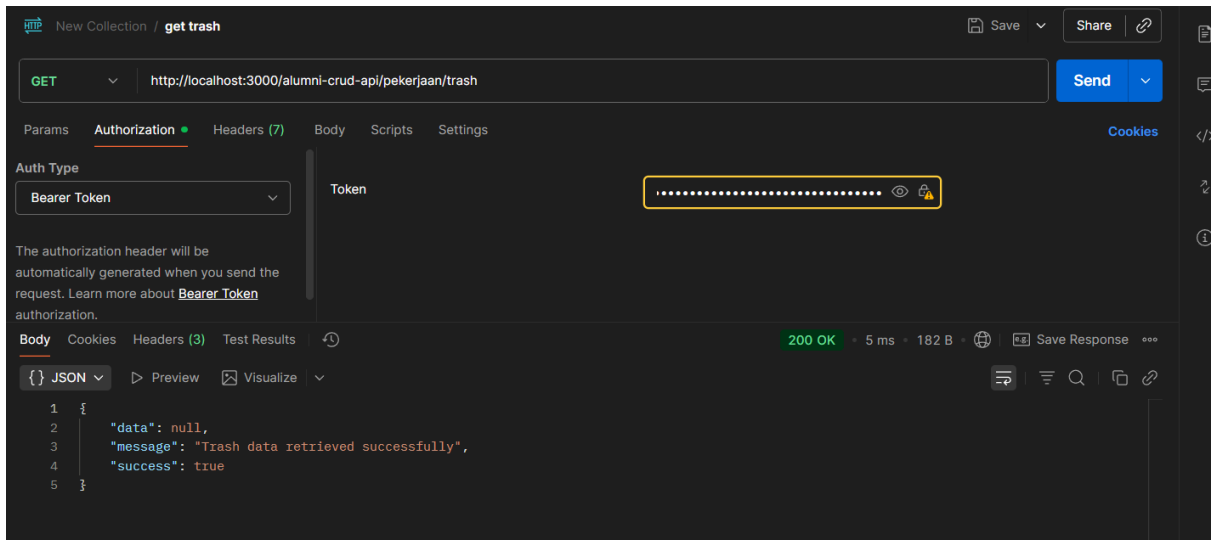 HTTP New Collection / get trash Save Share
GET http://localhost:3000/alumni-crud-api/pekerjaan/trash Send
Params Authorization Headers (7) Body Scripts Settings Cookies
Auth Type
Bearer Token
Token
The authorization header will be
automatically generated when you send the
request. Learn more about Bearer Token
authorization.
Body Cookies Headers (3) Test Results 200 OK • 5 ms • 182 B • e.g. Save Response
{} JSON Preview Visualize
1 {
2 "data": null,
3 "message": "Trash data retrieved successfully",
4 "success": true
5 }